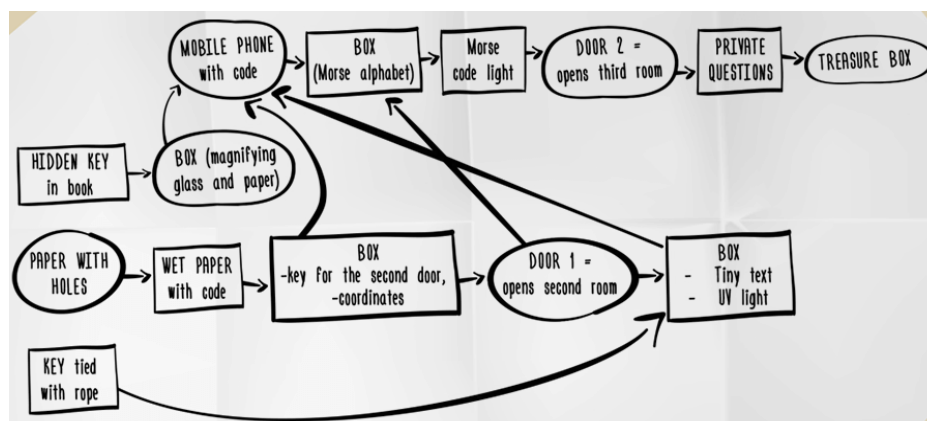 MOBILE PHONE
with code
BOX
(Morse alphabet)
Morse
code light
DOOR 2 =
opens third room
PRIVATE
QUESTIONS
TREASURE BOX
HIDDEN KEY
in book
BOX (magnifying
glass and paper)
PAPER WITH
HOLES
WET PAPER
with code
BOX
-key for the second door,
-coordinates
DOOR 1 =
opens second room
BOX
- Tiny text
- UV light
KEY tied
with rope